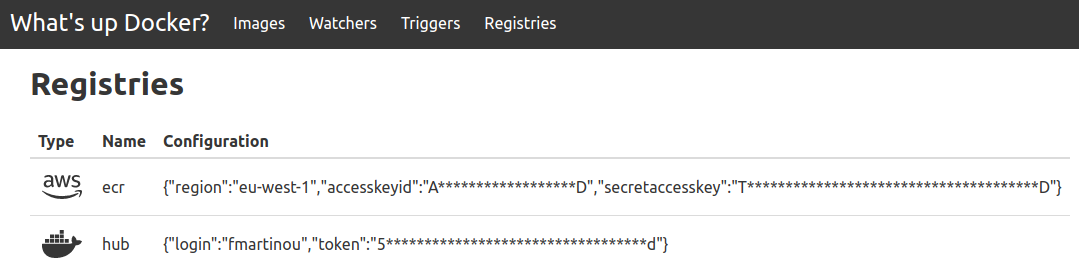 What's up Docker? Images Watchers Triggers Registries
Registries
Type Name Configuration
aws ecr {"region":"eu-west-1","accesskeyid":"A******************D","secretaccesskey":"T**************************************D"}
hub {"login":"fmartinou","token":"5**********************************d"}